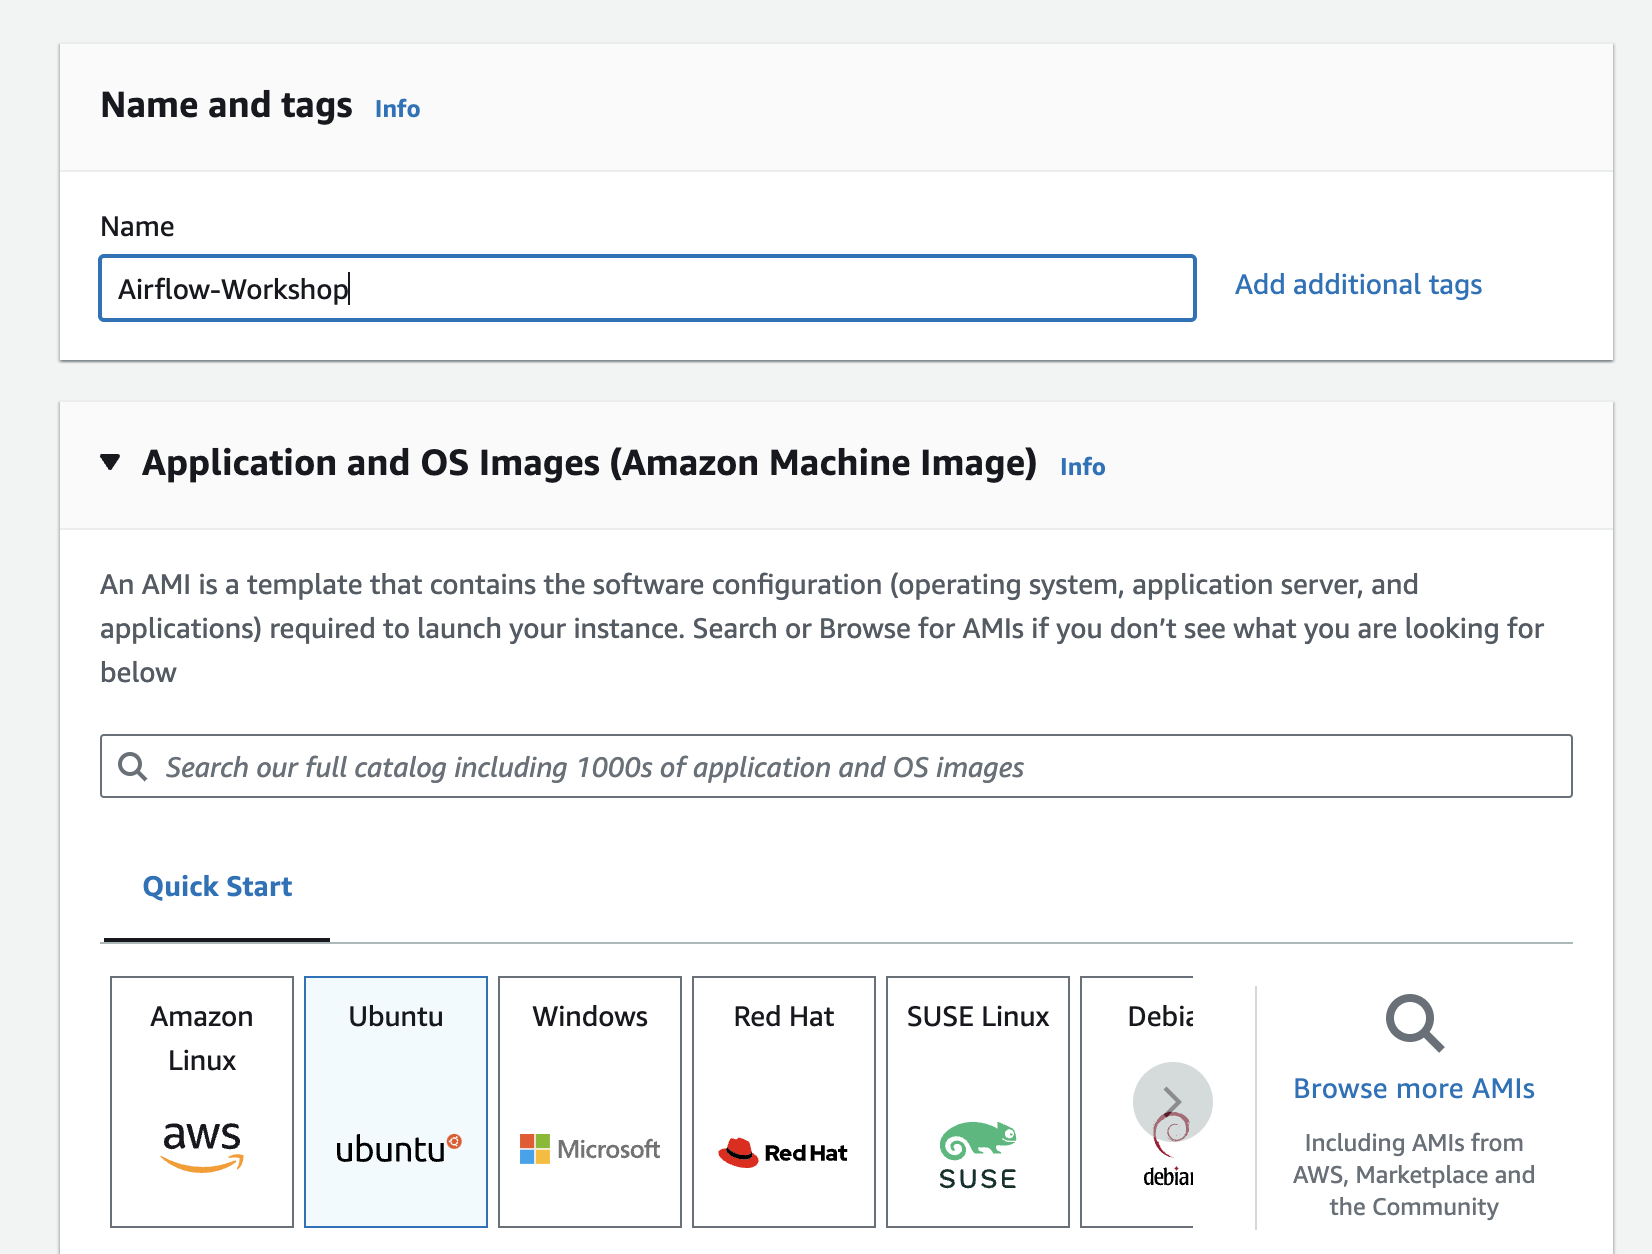 Name and tags Info
Name
Airflow-Workshop
Add additional tags
Application and OS Images (Amazon Machine Image) Info
An AMI is a template that contains the software configuration (operating system, application server, and
applications) required to launch your instance. Search or Browse for AMIs if you don’t see what you are looking for
below
Search our full catalog including 1000s of application and OS images
Quick Start
Amazon
Linux
aws
Ubuntu
ubuntu
Windows
Microsoft
Red Hat
Red Hat
SUSE Linux
SUSE
Debia
debian
Browse more AMIs
Including AMIs from
AWS, Marketplace and
the Community